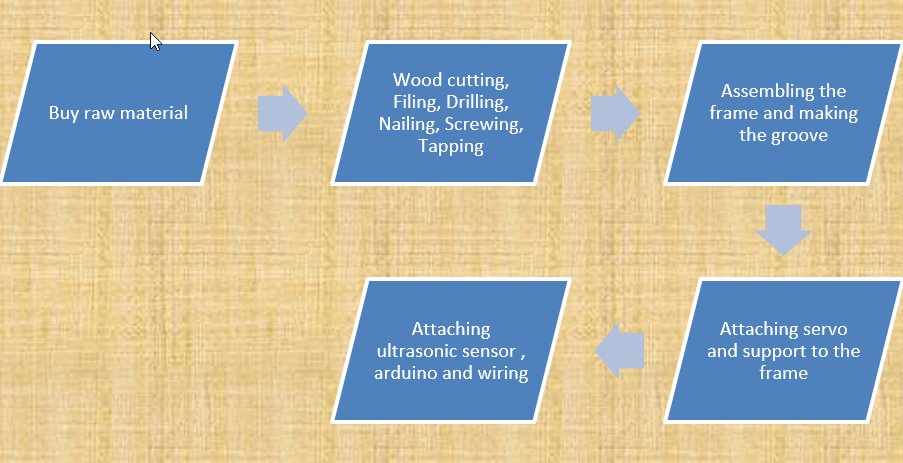 Buy raw material
Wood cutting,
Filing, Drilling,
Nailing, Screwing,
Tapping
Assembling the
frame and making
the groove
Attaching servo
and support to the
frame
Attaching
ultrasonic sensor ,
arduino and wiring